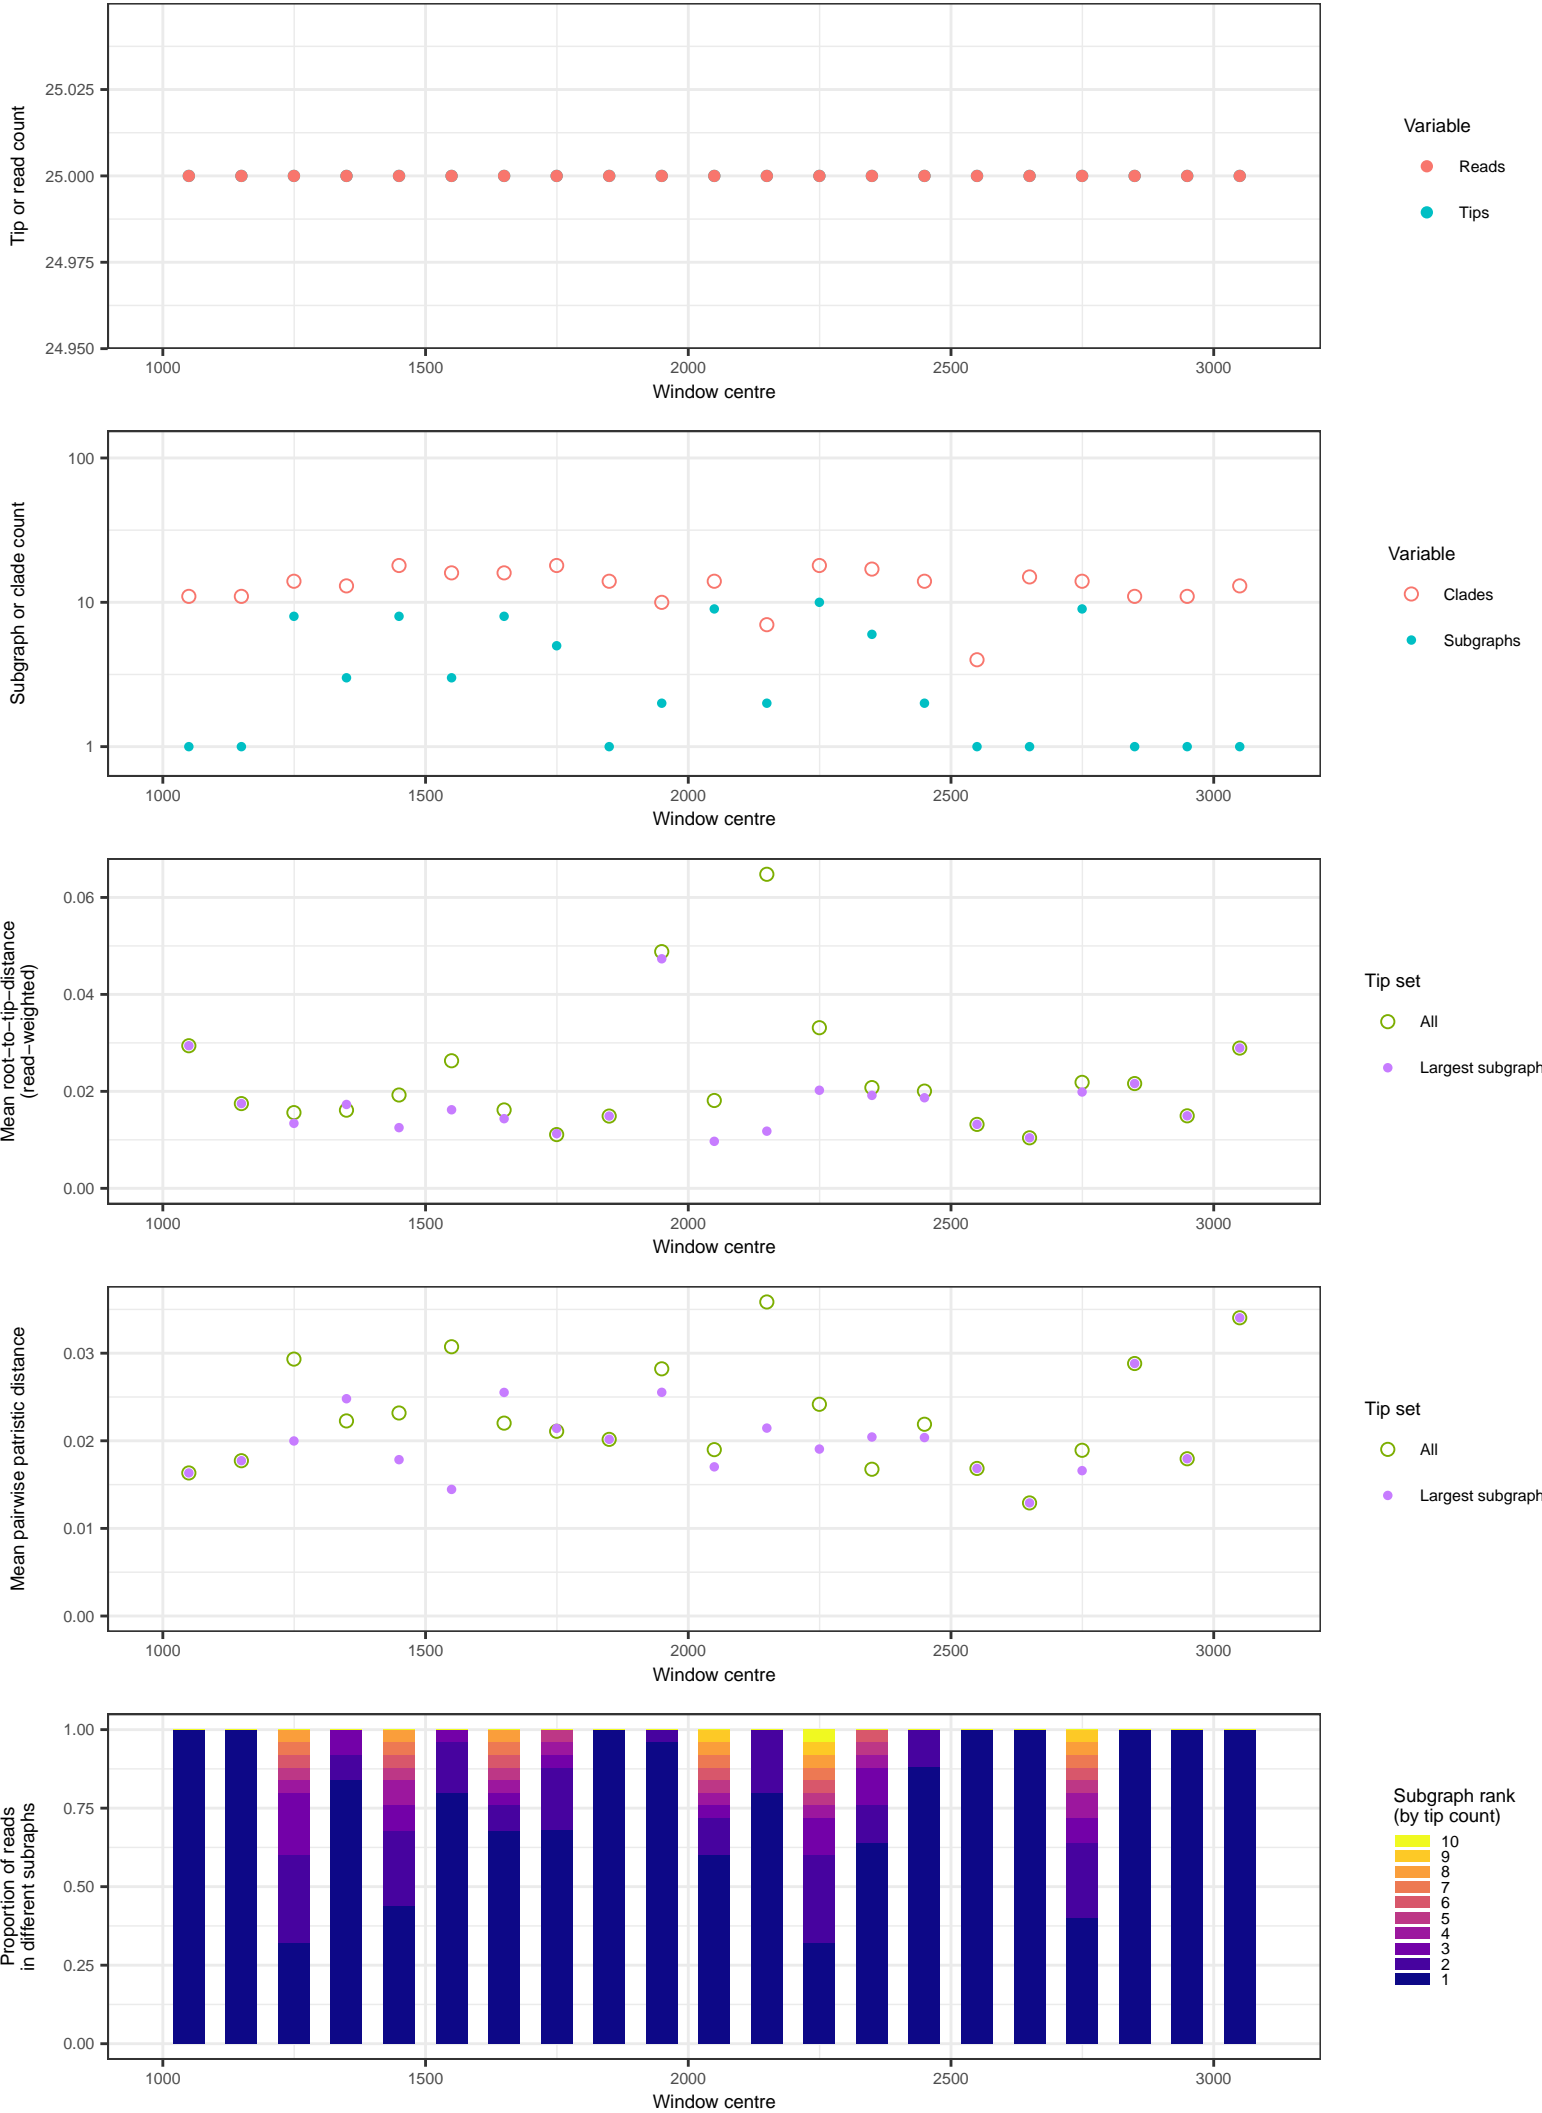 Tip or read count
25.025
25.000
24.975
24.950
1000 1500 2000 2500 3000
Window centre
Variable
Reads
Tips
Subgraph or clade count
100
10
1
1000 1500 2000 2500 3000
Window centre
Variable
Clades
Subgraphs
Mean root−to−tip−distance
(read−weighted)
0.06
0.04
0.02
0.00
1000 1500 2000 2500 3000
Window centre
Tip set
All
Largest subgraph
Mean pairwise patristic distance
0.03
0.02
0.01
0.00
1000 1500 2000 2500 3000
Window centre
Tip set
All
Largest subgraph
Proportion of reads
in different subraphs
1.00
0.75
0.50
0.25
0.00
1000 1500 2000 2500 3000
Window centre
Subgraph rank
(by tip count)
10
9
8
7
6
5
4
3
2
1